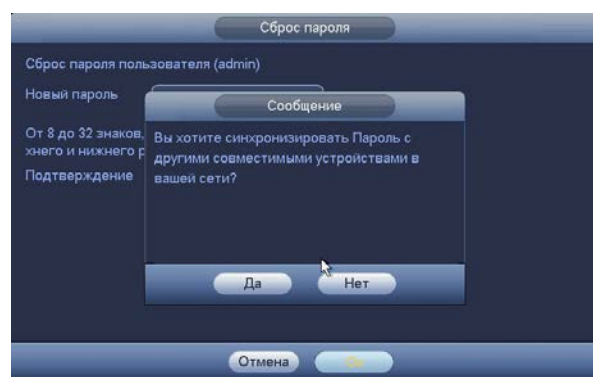 Сброс пароля
Сброс пароля пользователя (admin)
Новый пароль
Сообщение
От 8 до 32 знаков,
хнего и нижнего р
Подтверждение
Вы хотите синхронизировать Пароль с
другими совместимыми устройствами в
вашей сети?
Да
Нет
Отмена